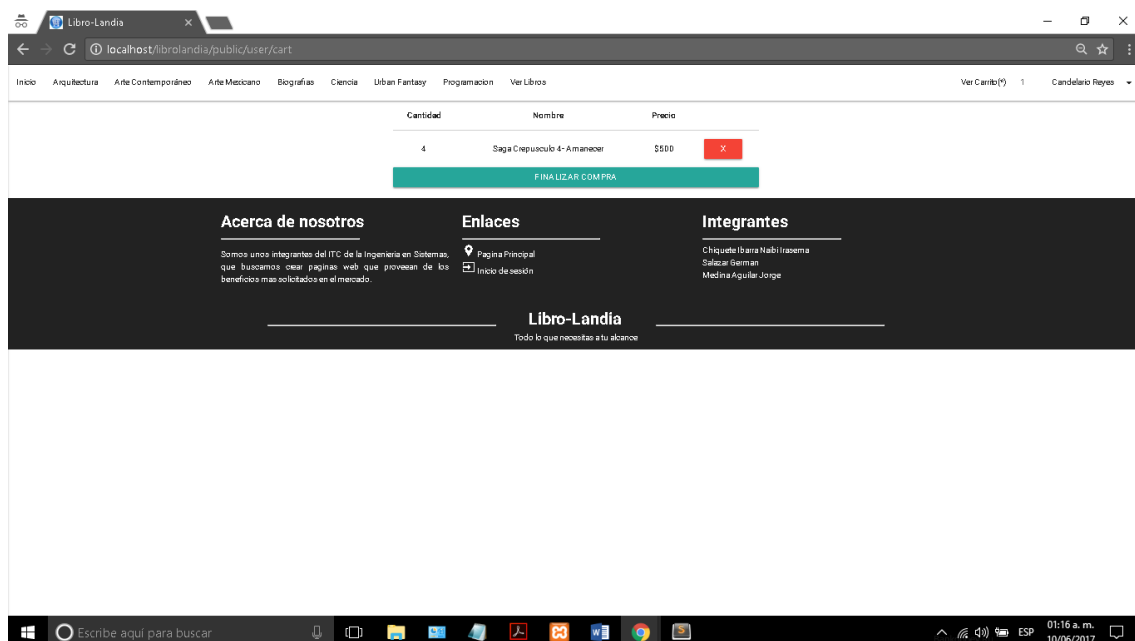 Libro-Landia
localhost/librolandia/public/user/cart
Inicio Arquitectura Arte Contemporáneo Arte Mexicano Biografias Ciencia Urban Fantasy Programacion Ver Libros Ver Carrito(*) 1 Candelario Reyes
Cantidad Nombre Precio
4 Saga Crepusculo 4- Amanecer $500 X
FINALIZAR COMPRA
Acerca de nosotros
Somos unos integrantes del ITC de la Ingenieria en Sistemas,
que buscamos crear paginas web que proveean de los
beneficios mas solicitados en el mercado.
Enlaces
Pagina Principal
Inicio de sesión
Integrantes
Chiquete Ibarra Naibi Irasema
Salazar German
Medina Aguilar Jorge
Libro-Landia
Todo lo que necesitas a tu alcance
Escribe aquí para buscar
ESP
01:16 a. m.
10/06/2017